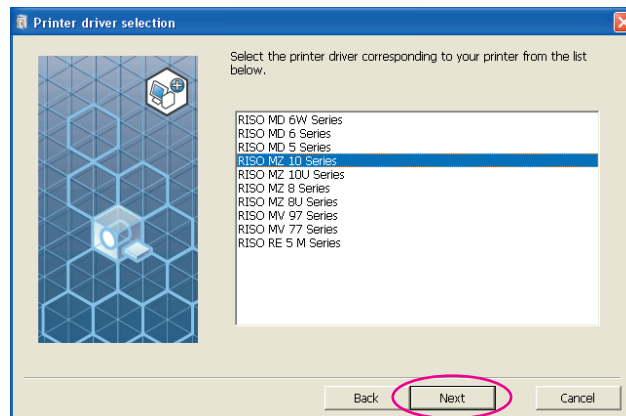 Printer driver selection
Select the printer driver corresponding to your printer from the list
below.
RISO MD 6W Series
RISO MD 6 Series
RISO MD 5 Series
RISO MZ 10 Series
RISO MZ 10U Series
RISO MZ 8 Series
RISO MZ 8U Series
RISO MV 97 Series
RISO MV 77 Series
RISO RE 5 M Series
Back
Next
Cancel